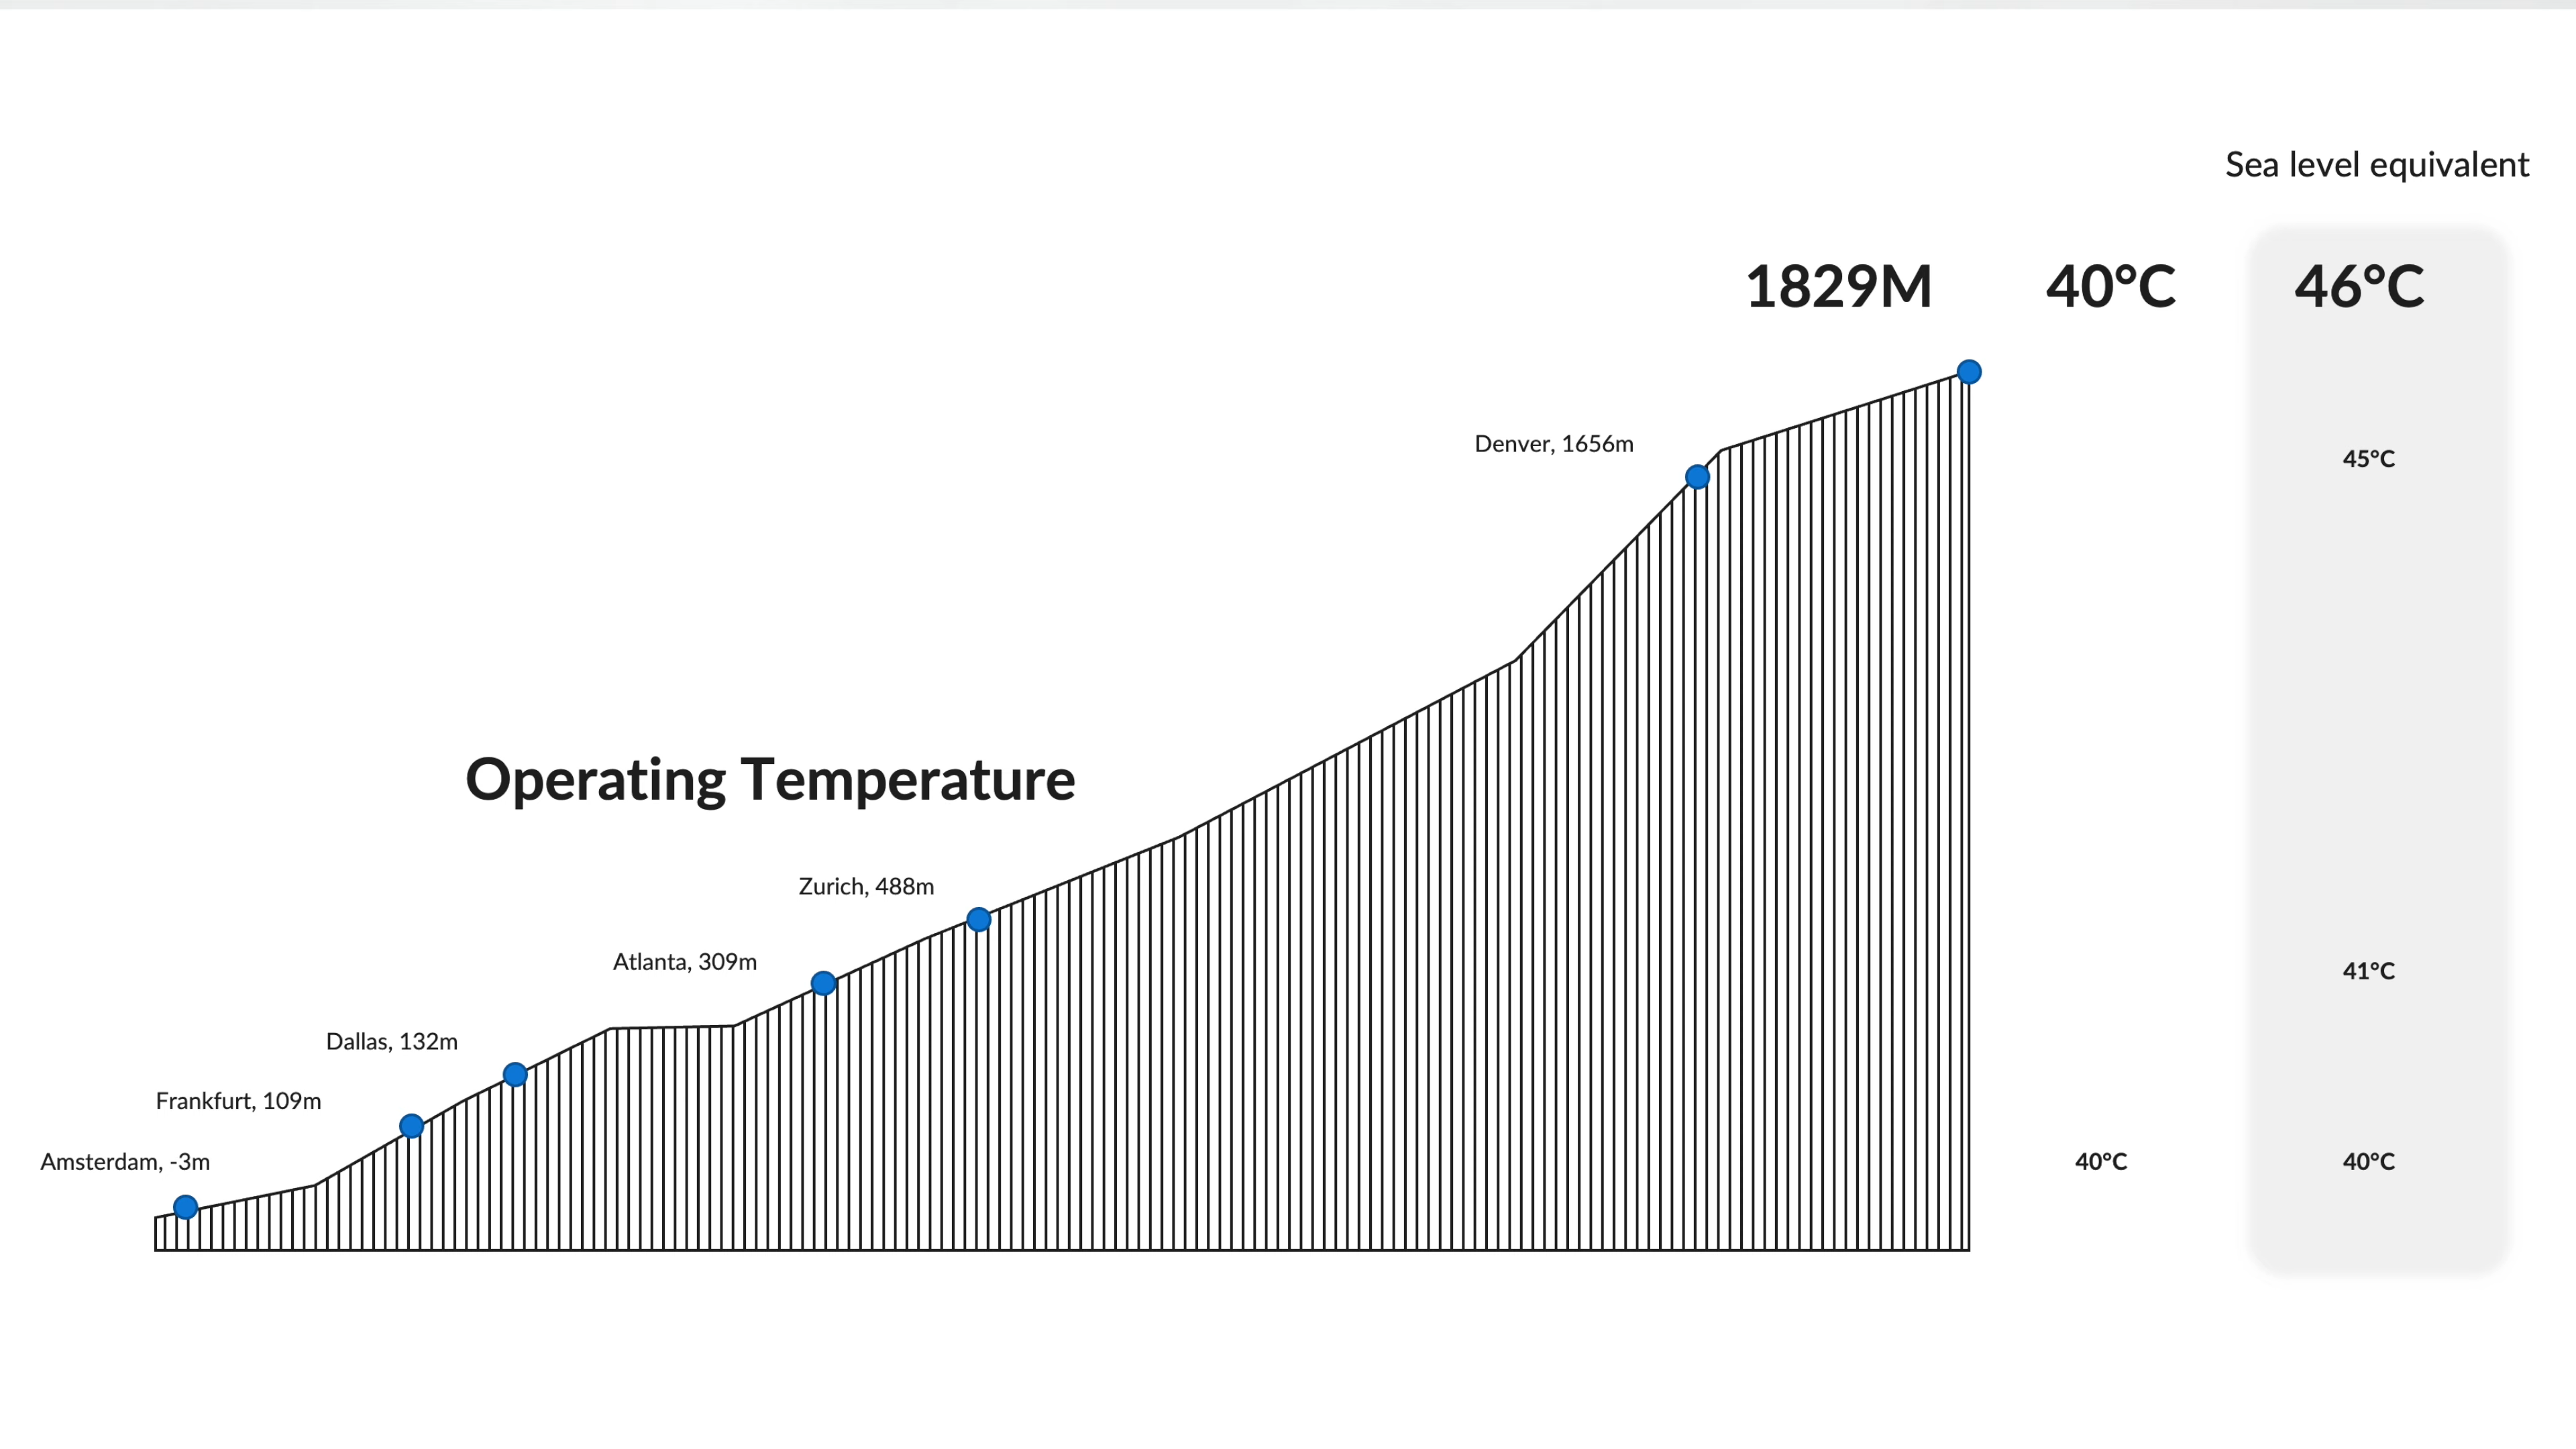 Sea level equivalent
1829M 40°C 46°C
Denver, 1656m
45°C
Operating Temperature
Zurich, 488m
Atlanta, 309m
41°C
Dallas, 132m
Frankfurt, 109m
Amsterdam, -3m
40°C 40°C